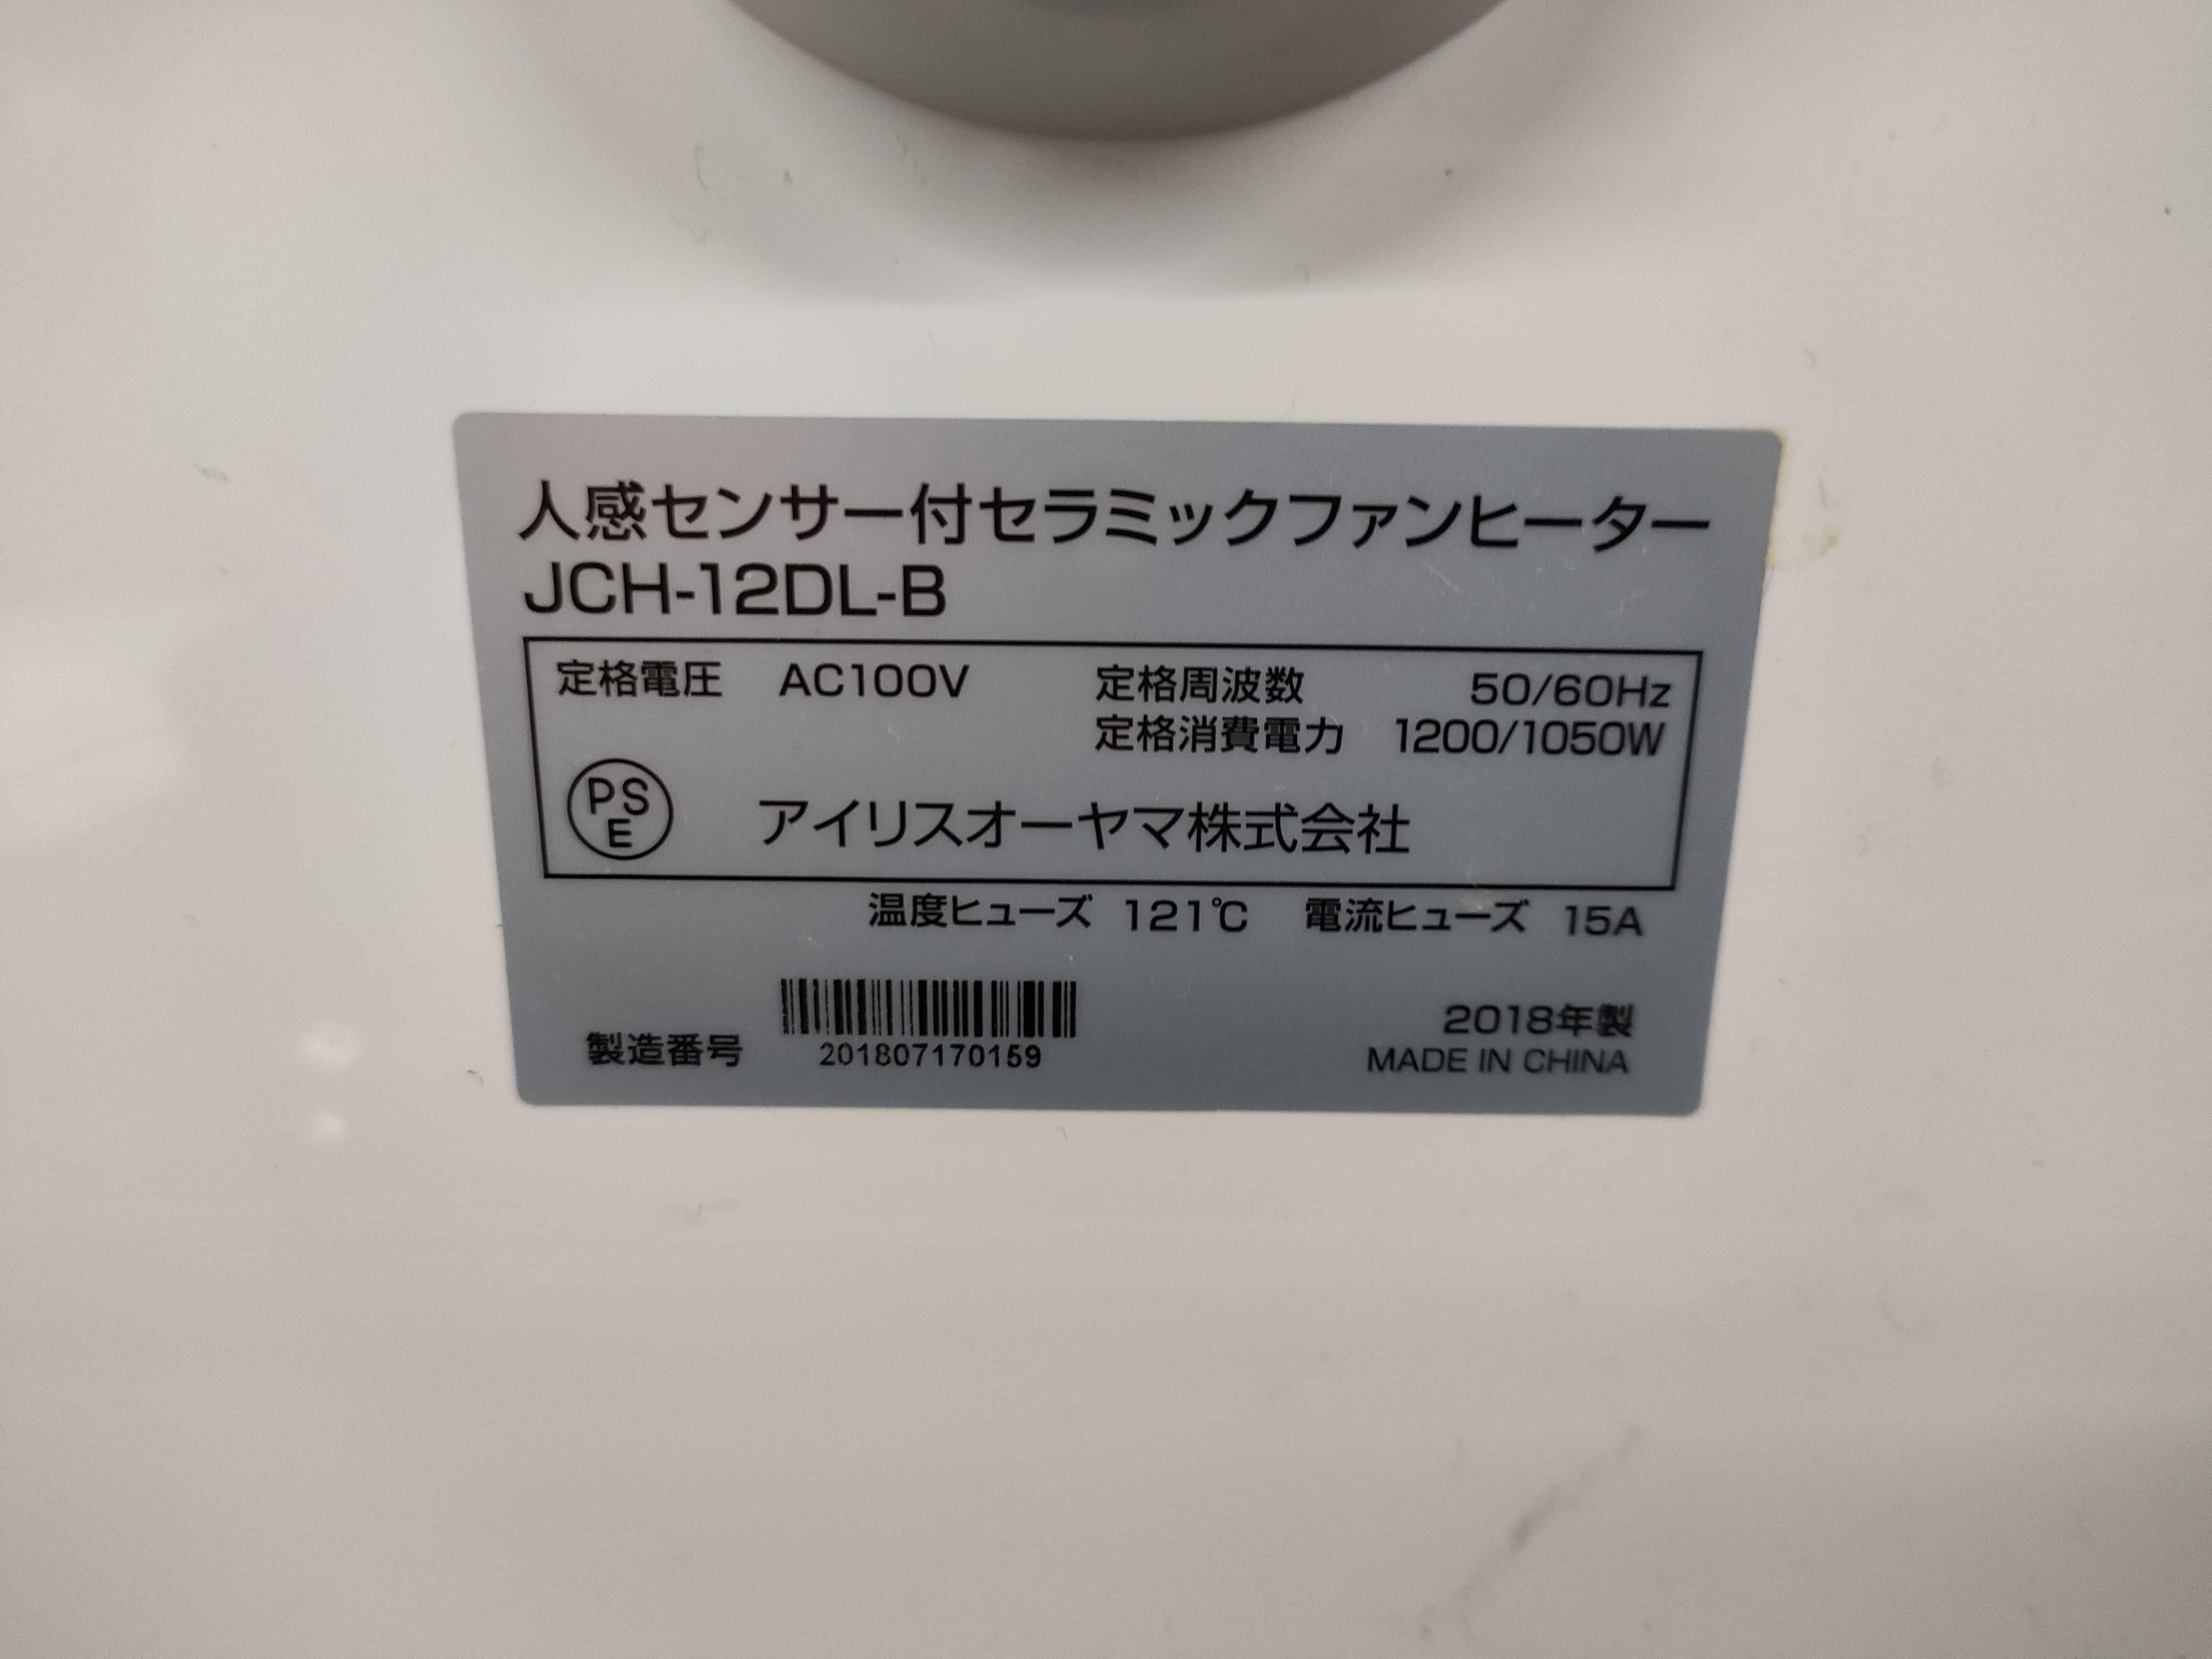 人感センサー付セラミックファンヒーター
JCH-12DL-B
定格電圧 AC100V 定格周波数 50/60Hz
定格消費電力 1200/1050W
PSE アイリスオーヤマ株式会社
温度ヒューズ 121℃ 電流ヒューズ 15A
製造番号 201807170159
2018年製
MADE IN CHINA